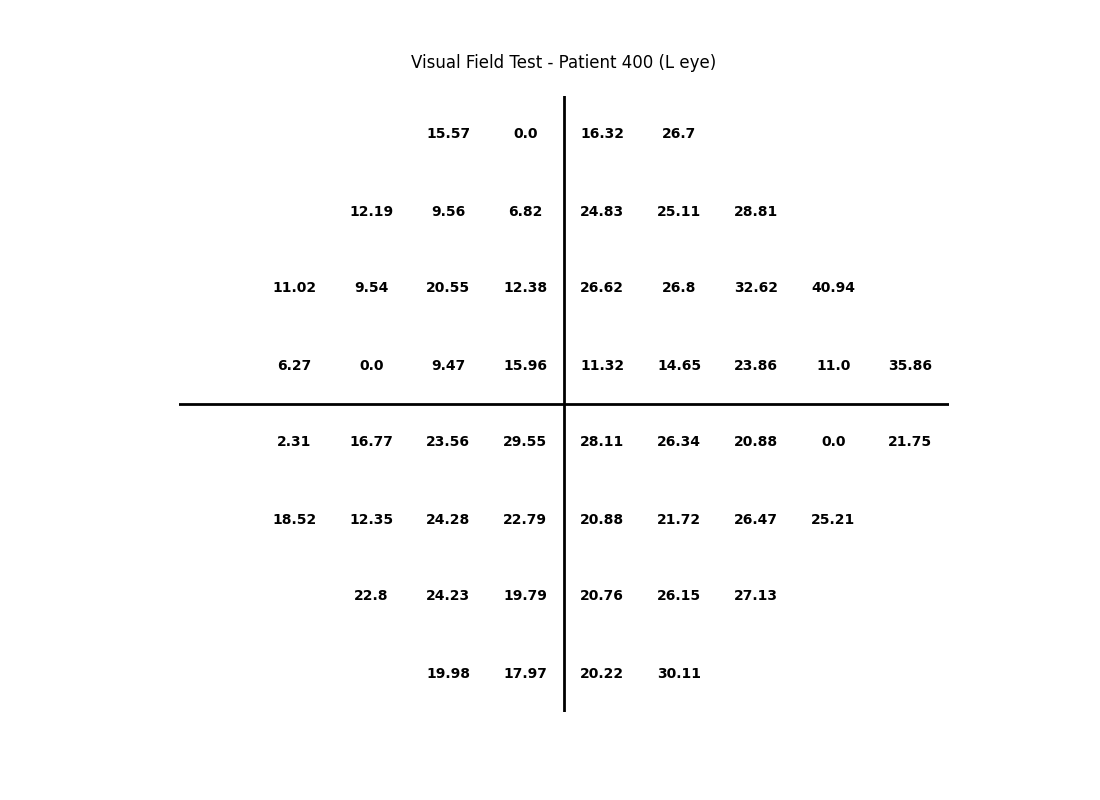 Visual Field Test - Patient 400 (L eye)
15.57 0.0 16.32 26.7
12.19 9.56 6.82 24.83 25.11 28.81
11.02 9.54 20.55 12.38 26.62 26.8 32.62 40.94
6.27 0.0 9.47 15.96 11.32 14.65 23.86 11.0 35.86
2.31 16.77 23.56 29.55 28.11 26.34 20.88 0.0 21.75
18.52 12.35 24.28 22.79 20.88 21.72 26.47 25.21
22.8 24.23 19.79 20.76 26.15 27.13
19.98 17.97 20.22 30.11